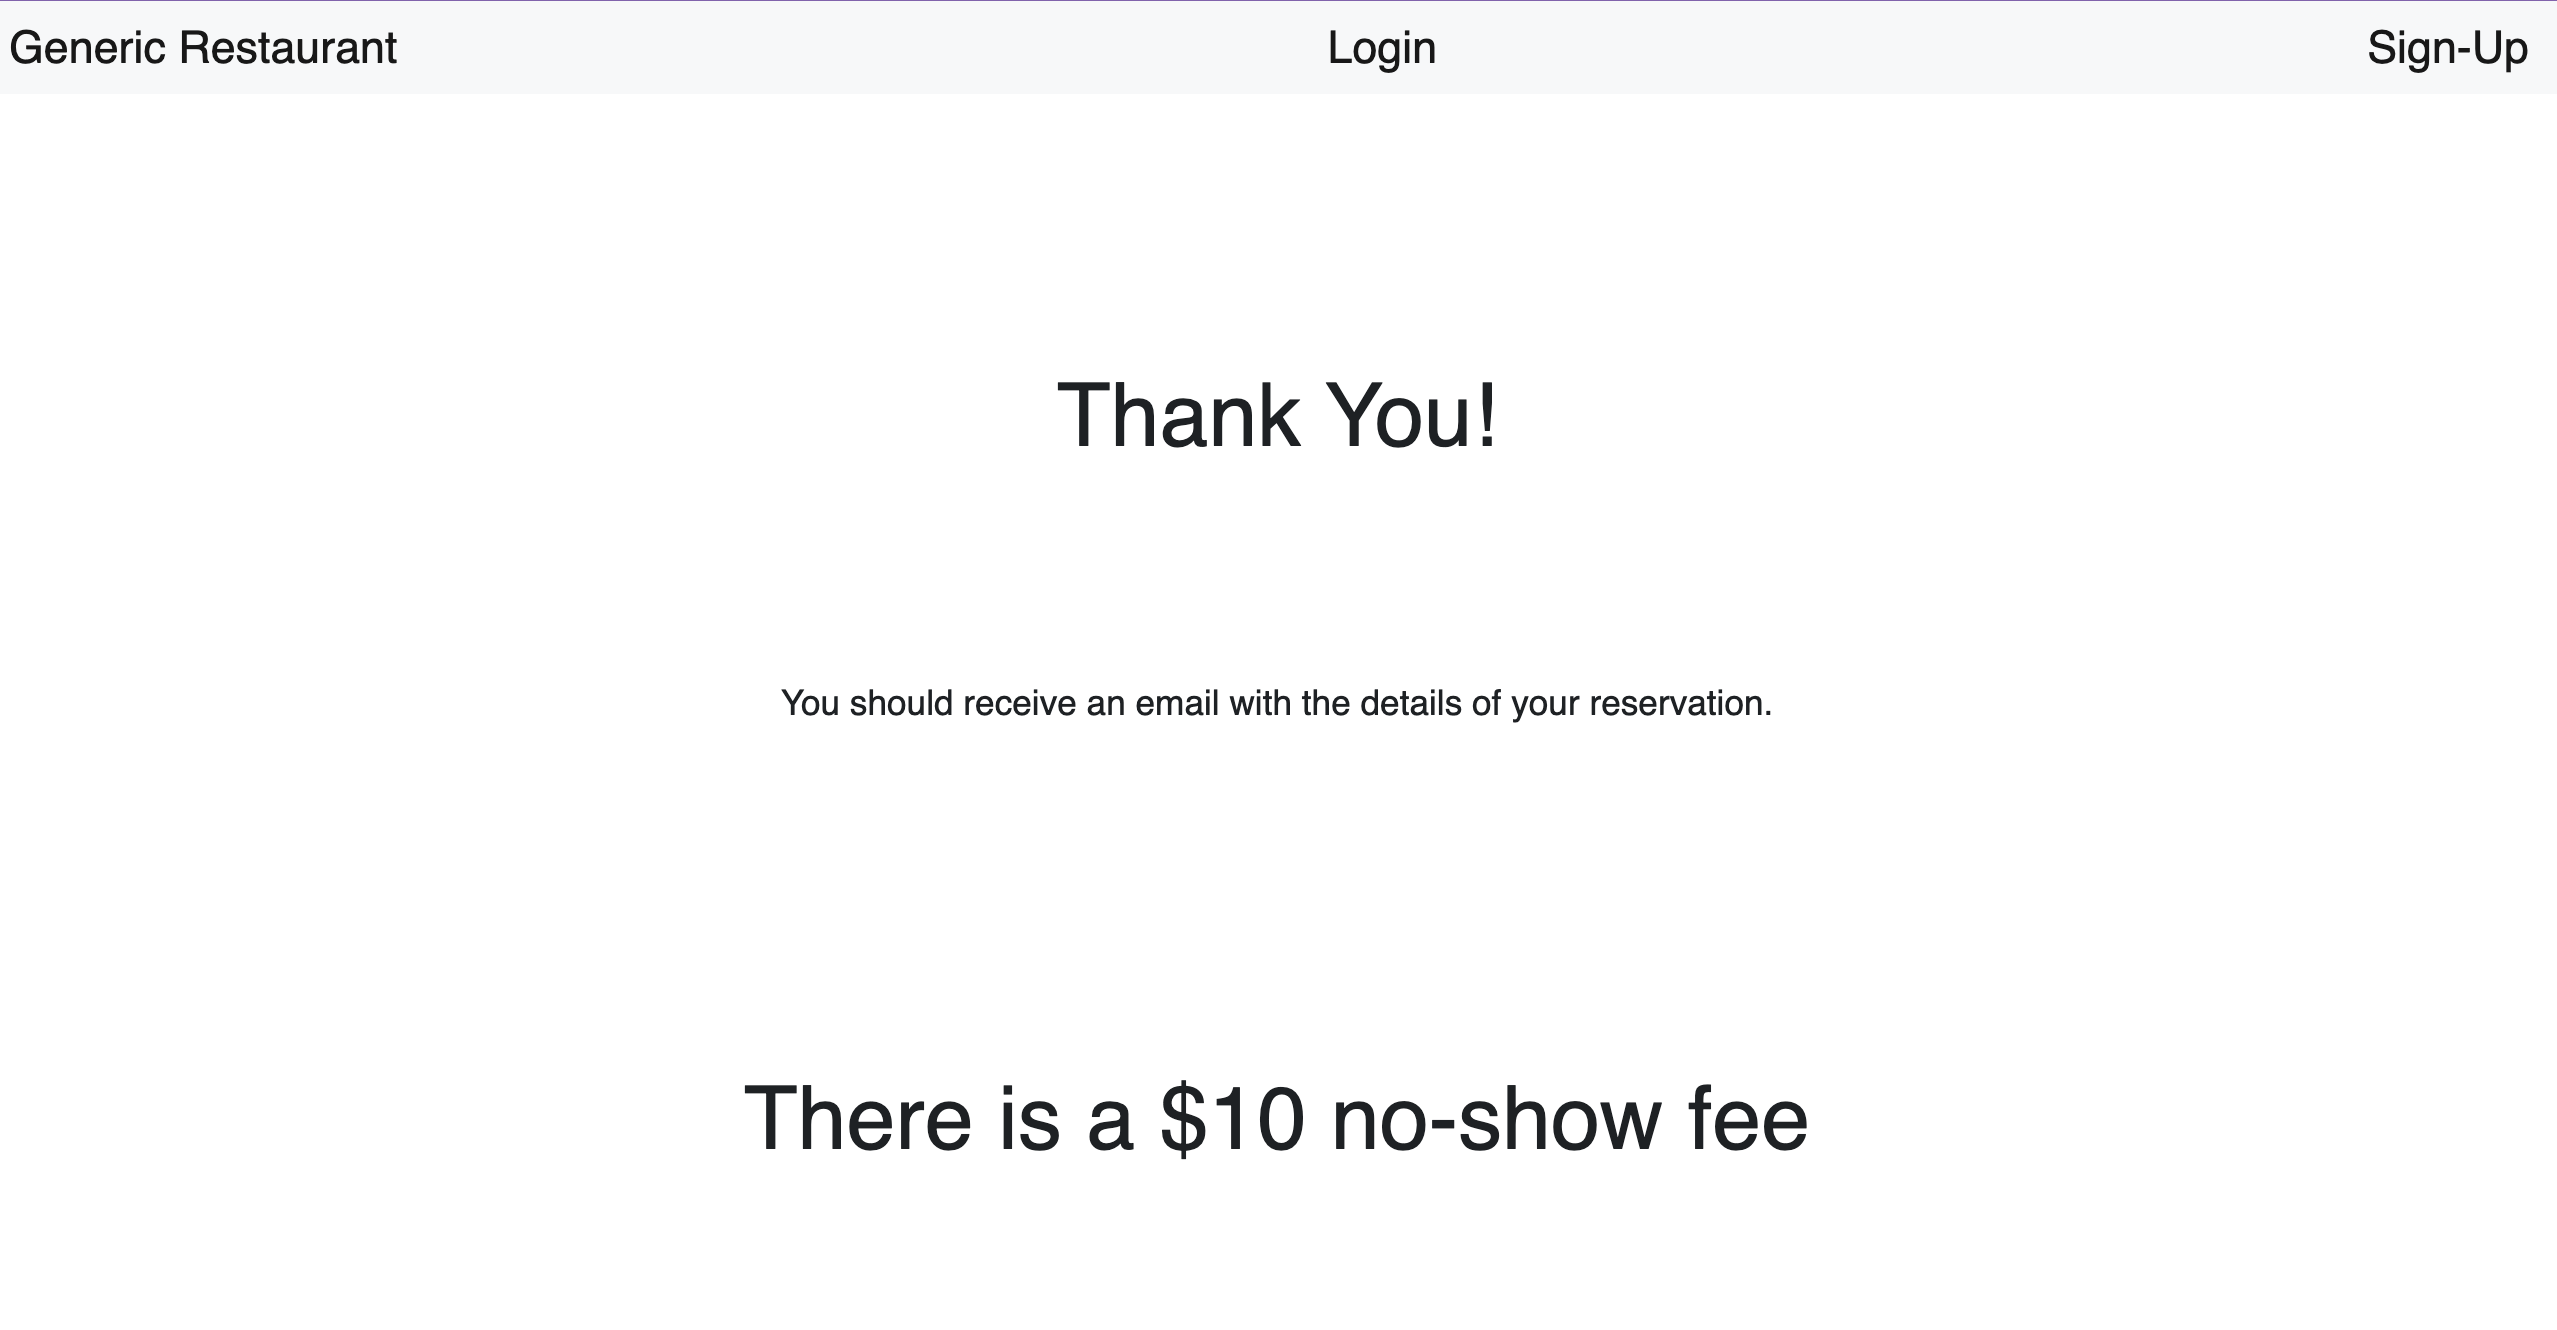 Generic Restaurant Login Sign-Up
Thank You!
You should receive an email with the details of your reservation.
There is a $10 no-show fee